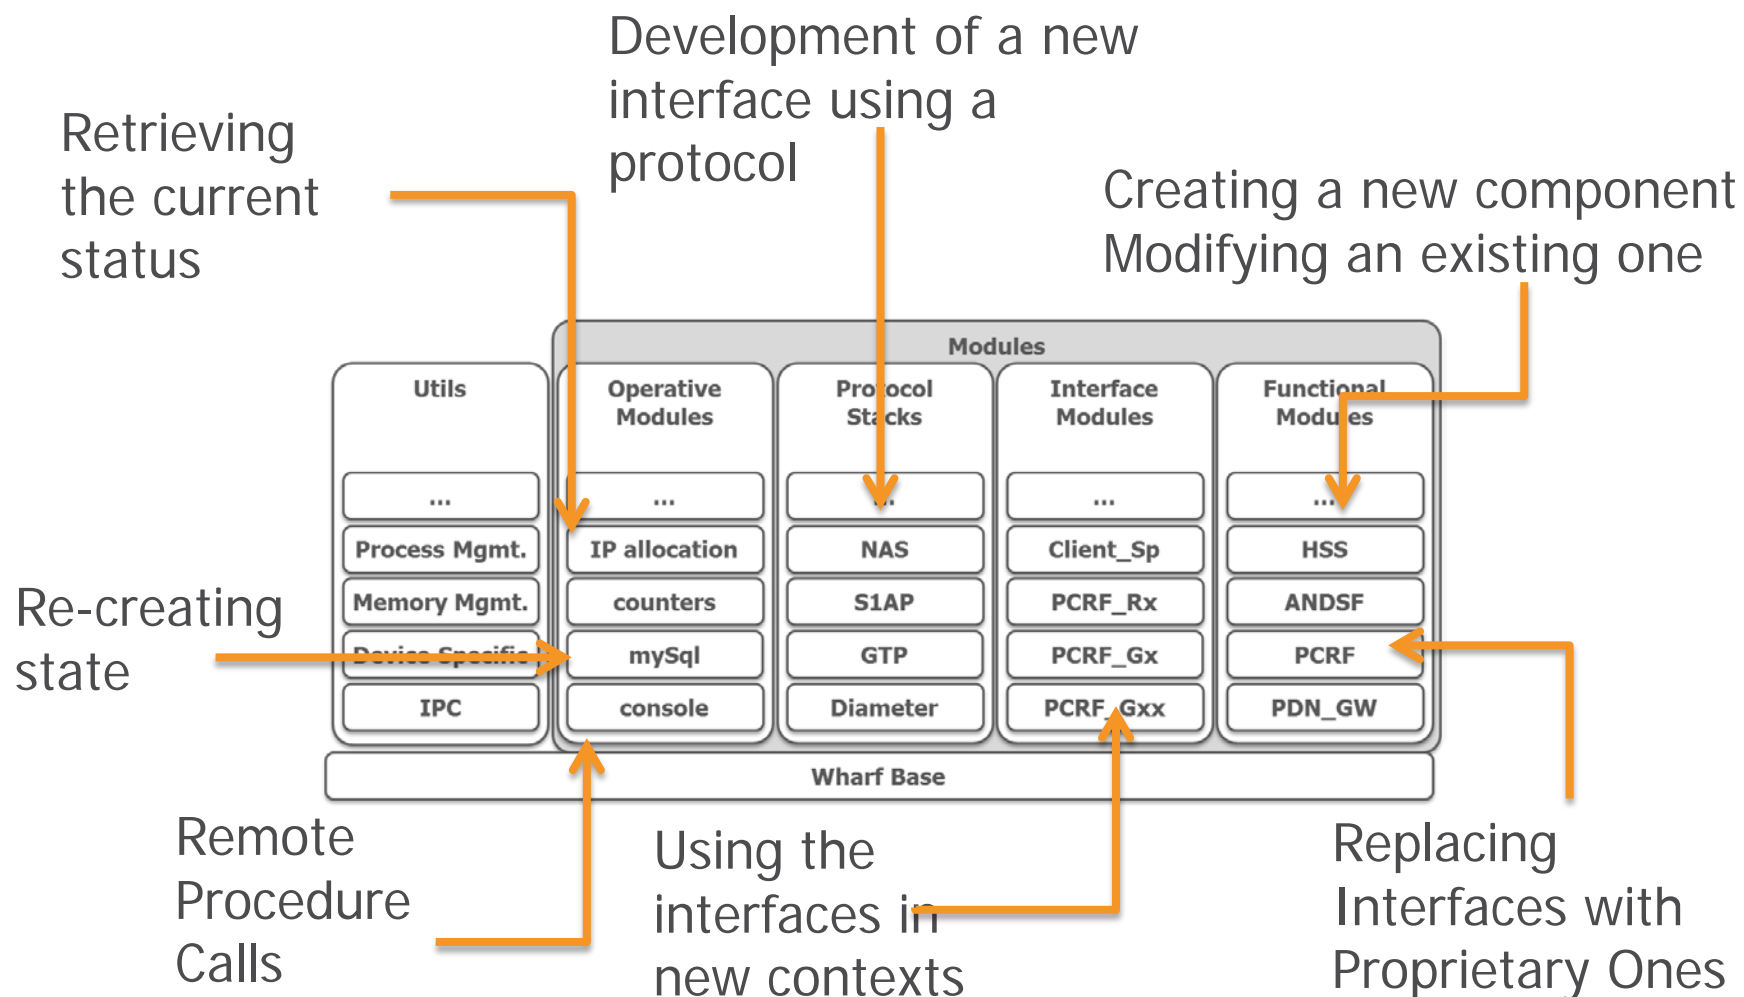 Development of a new
interface using a
protocol
Retrieving
the current
status
Creating a new component
Modifying an existing one
Modules
Utils
...
Process Mgmt.
Memory Mgmt.
Device Specific
IPC
Operative
Modules
...
IP allocation
counters
mySql
console
Protocol
Stacks
...
NAS
S1AP
GTP
Diameter
Interface
Modules
...
Client_Sp
PCRF_Rx
PCRF_Gx
PCRF_Gxx
Functional
Modules
...
HSS
ANDSF
PCRF
PDN_GW
Wharf Base
Re-creating
state
Remote
Procedure
Calls
Using the
interfaces in
new contexts
Replacing
Interfaces with
Proprietary Ones